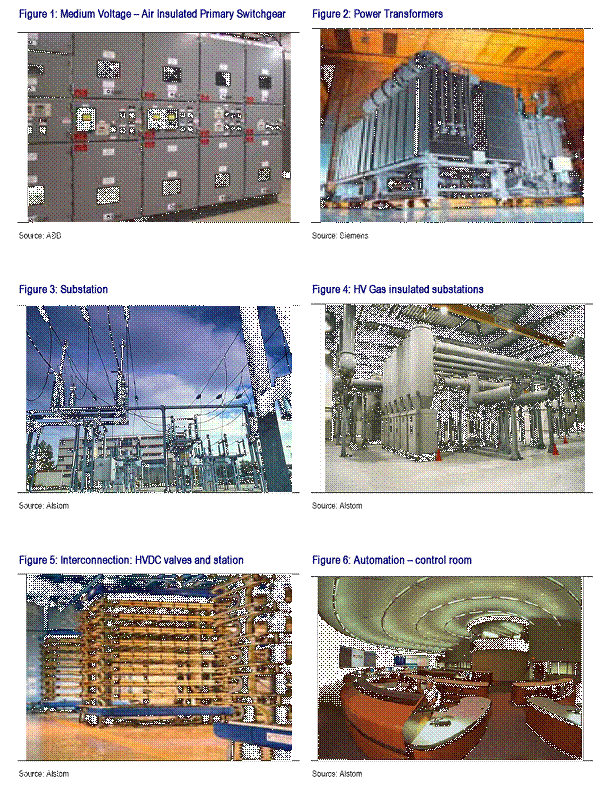 Figure 1: Medium Voltage – Air Insulated Primary Switchgear
Figure 2: Power Transformers
Source: ABB
Source: Siemens
Figure 3: Substation
Figure 4: HV Gas insulated substations
Source: Alstom
Source: Alstom
Figure 5: Interconnection: HVDC valves and station
Figure 6: Automation – control room
Source: Alstom
Source: Alstom